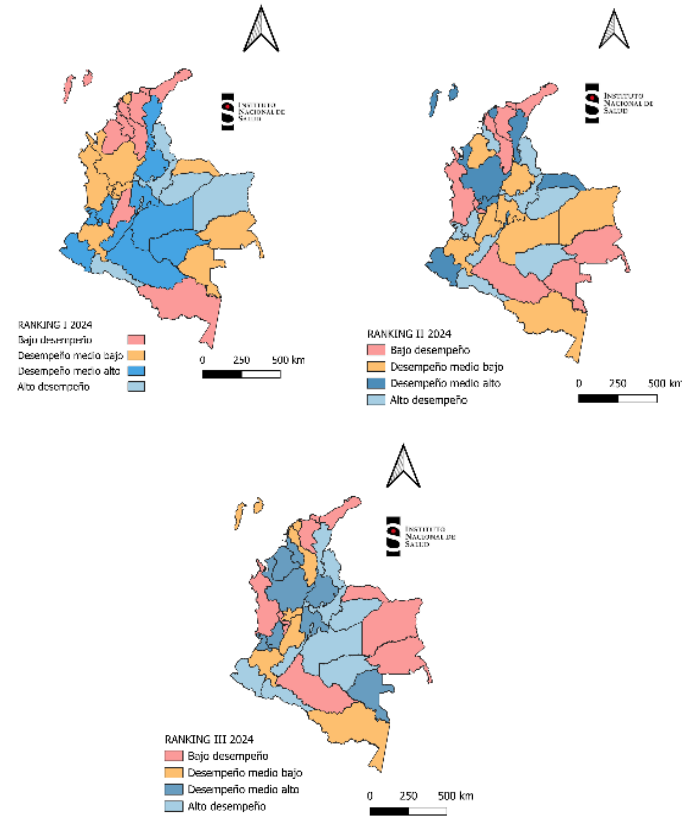 INSTITUTO
NACIONAL DE
SALUD
RANKING I 2024
Bajo desempeño
Desempeño medio bajo
Desempeño medio alto
Alto desempeño
0 250 500 km
INSTITUTO
NACIONAL DE
SALUD
RANKING II 2024
Bajo desempeño
Desempeño medio bajo
Desempeño medio alto
Alto desempeño
0 250 500 km
INSTITUTO
NACIONAL DE
SALUD
RANKING III 2024
Bajo desempeño
Desempeño medio bajo
Desempeño medio alto
Alto desempeño
0 250 500 km